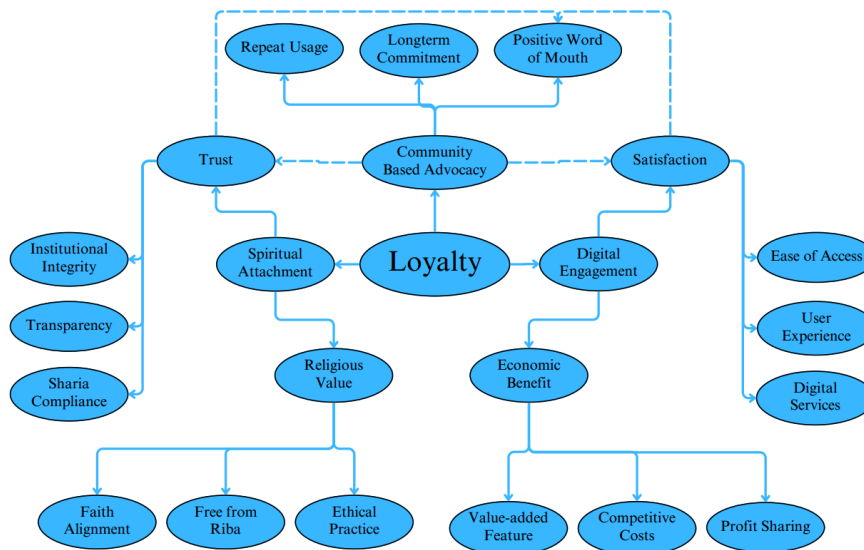 Repeat Usage
Longterm
Commitment
Positive Word
of Mouth
Trust
Community
Based Advocacy
Satisfaction
Institutional
Integrity
Spiritual
Attachment
Loyalty
Digital
Engagement
Ease of Access
Transparency
User
Experience
Sharia
Compliance
Religious
Value
Economic
Benefit
Digital
Services
Faith
Alignment
Free from
Riba
Ethical
Practice
Value-added
Feature
Competitive
Costs
Profit Sharing